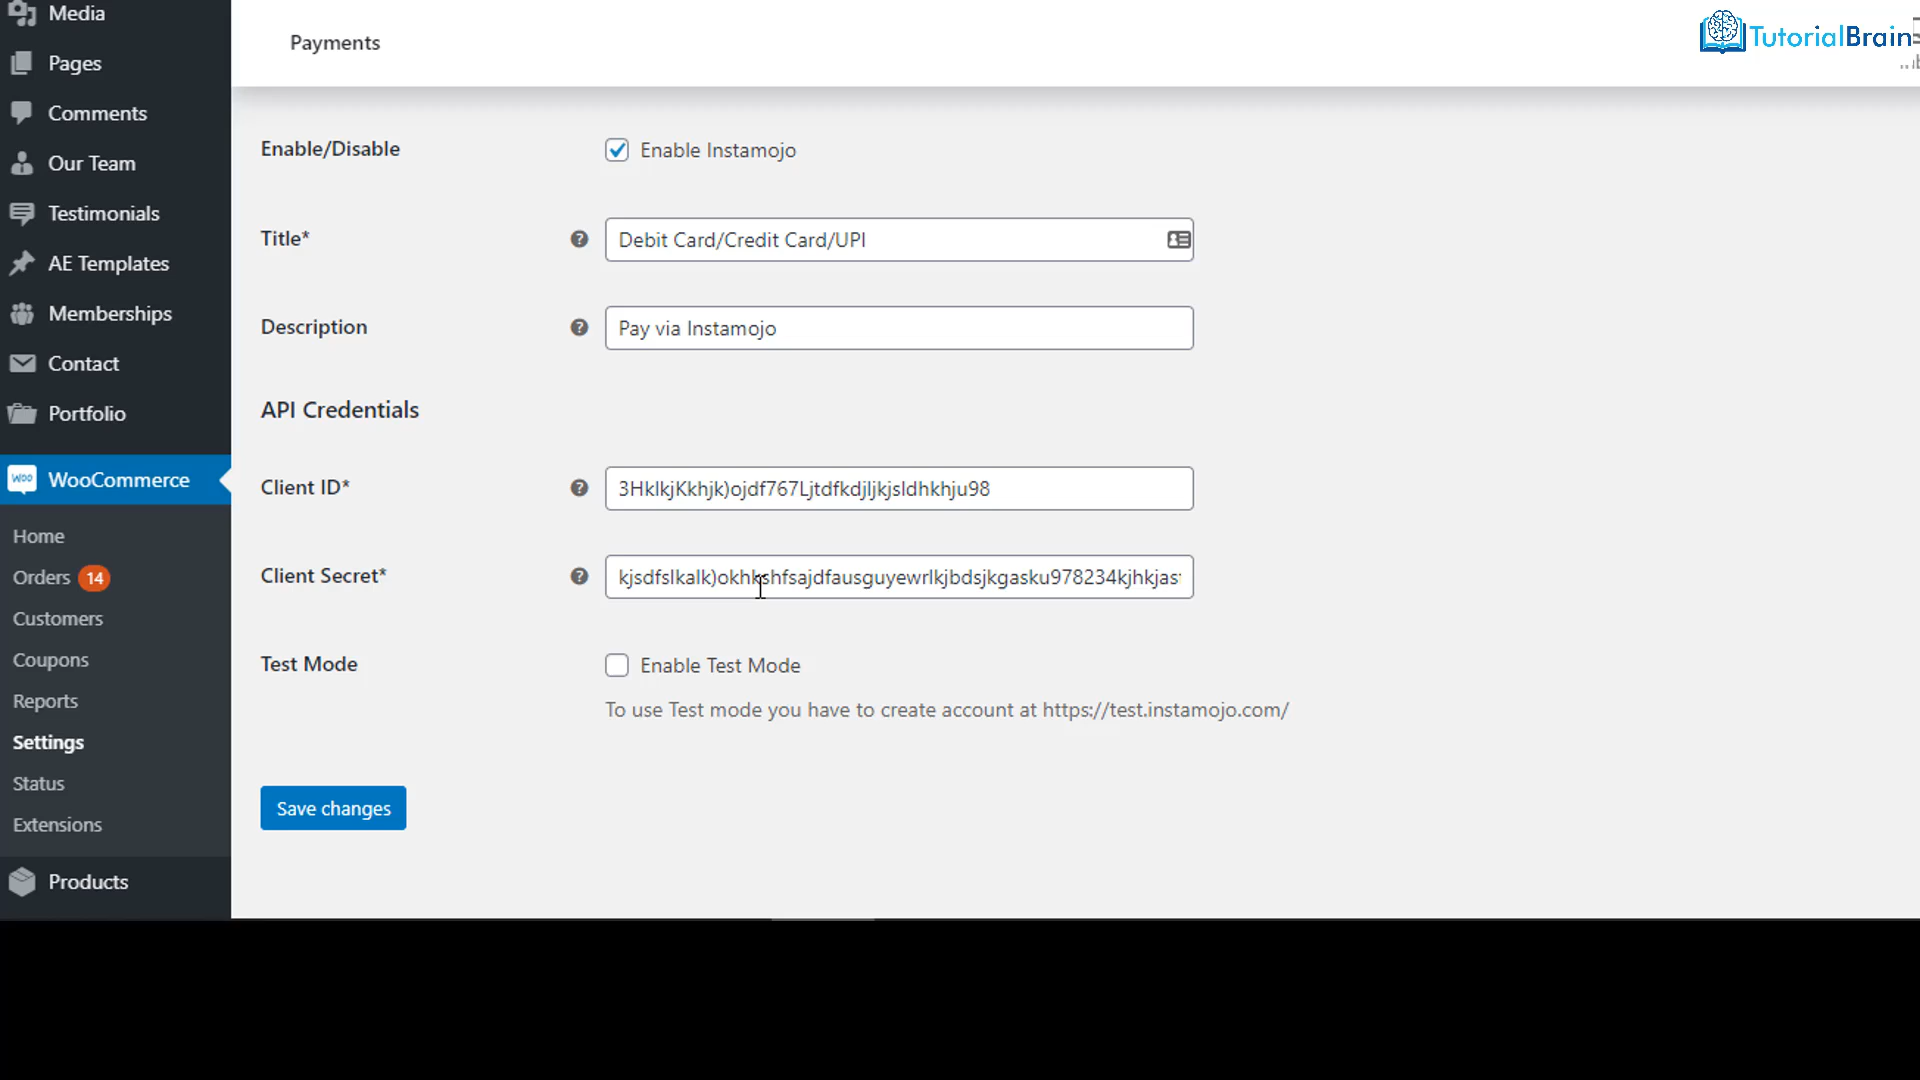 Media
Pages
Comments
Our Team
Testimonials
AE Templates
Memberships
Contact
Portfolio
WooCommerce
Home
Orders 14
Customers
Coupons
Reports
Settings
Status
Extensions
Products
Payments
TutorialBrain
Enable/Disable
Enable Instamojo
Title*
Debit Card/Credit Card/UPI
Description
Pay via Instamojo
API Credentials
Client ID*
3HklkjKkhjk)ojdf767Ljtdfkdjljkjsldhkhju98
Client Secret*
kjsdfslkalk)okhkshfsajdfausguyewrlkjbdsjkgasku978234kjhkjas
Test Mode
Enable Test Mode
To use Test mode you have to create account at https://test.instamojo.com/
Save changes